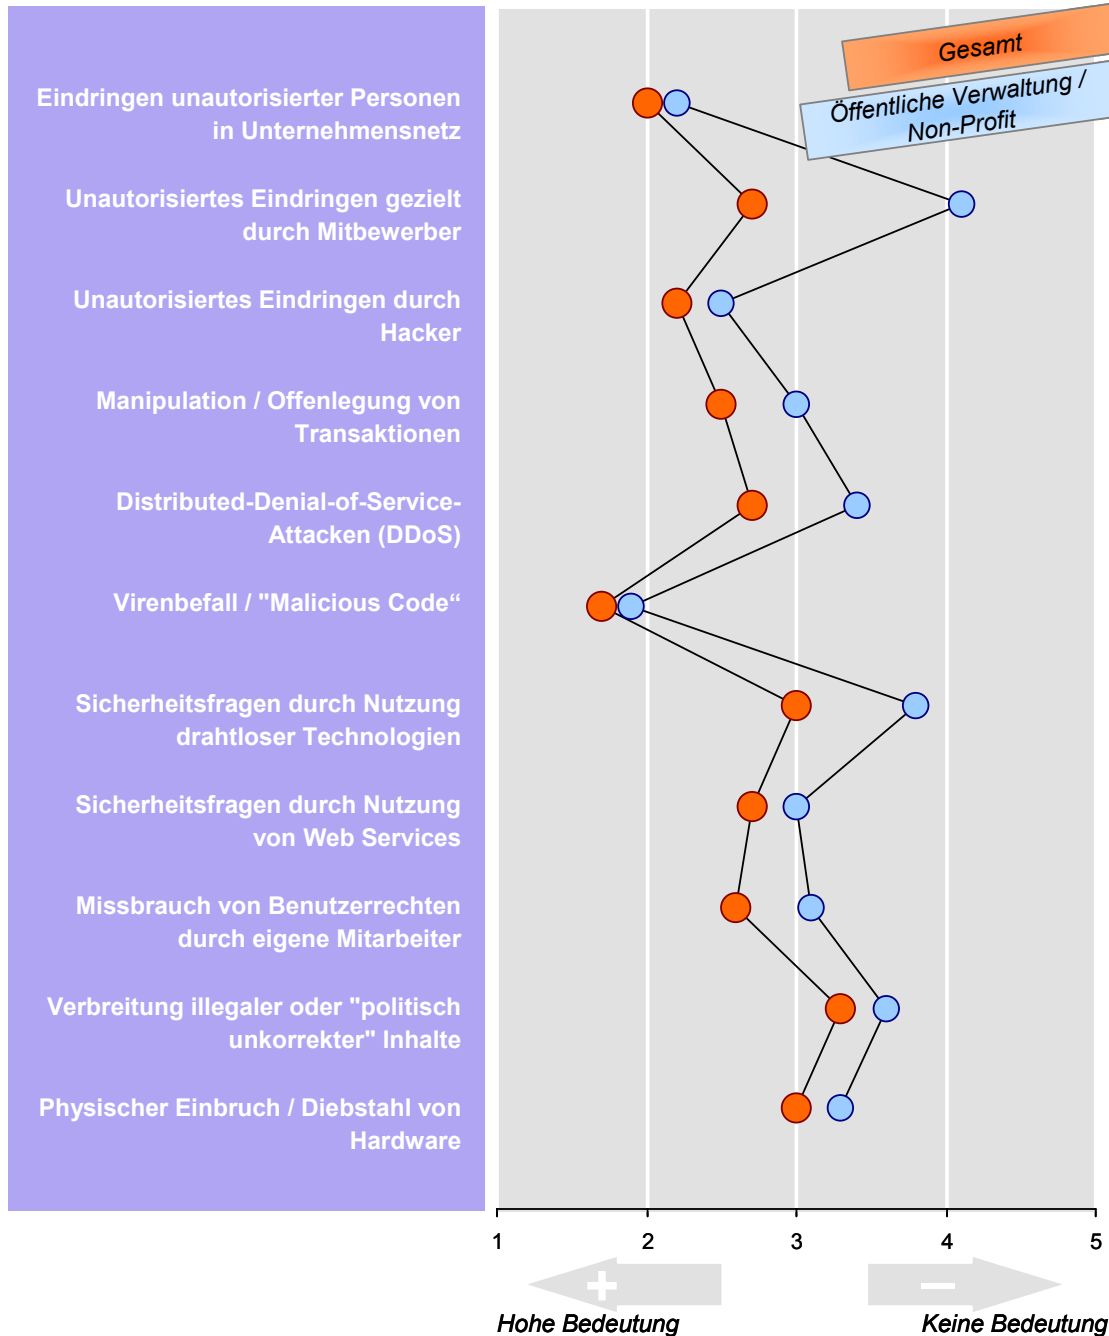 Gesamt
Öffentliche Verwaltung /
Non-Profit
Eindringen unautorisierter Personen
in Unternehmensnetz
Unautorisiertes Eindringen gezielt
durch Mitbewerber
Unautorisiertes Eindringen durch
Hacker
Manipulation / Offenlegung von
Transaktionen
Distributed-Denial-of-Service-
Attacken (DDoS)
Virenbefall / "Malicious Code“
Sicherheitsfragen durch Nutzung
drahtloser Technologien
Sicherheitsfragen durch Nutzung
von Web Services
Missbrauch von Benutzerrechten
durch eigene Mitarbeiter
Verbreitung illegaler oder "politisch
unkorrekter" Inhalte
Physischer Einbruch / Diebstahl von
Hardware
1 2 3 4 5
+ −
Hohe Bedeutung Keine Bedeutung